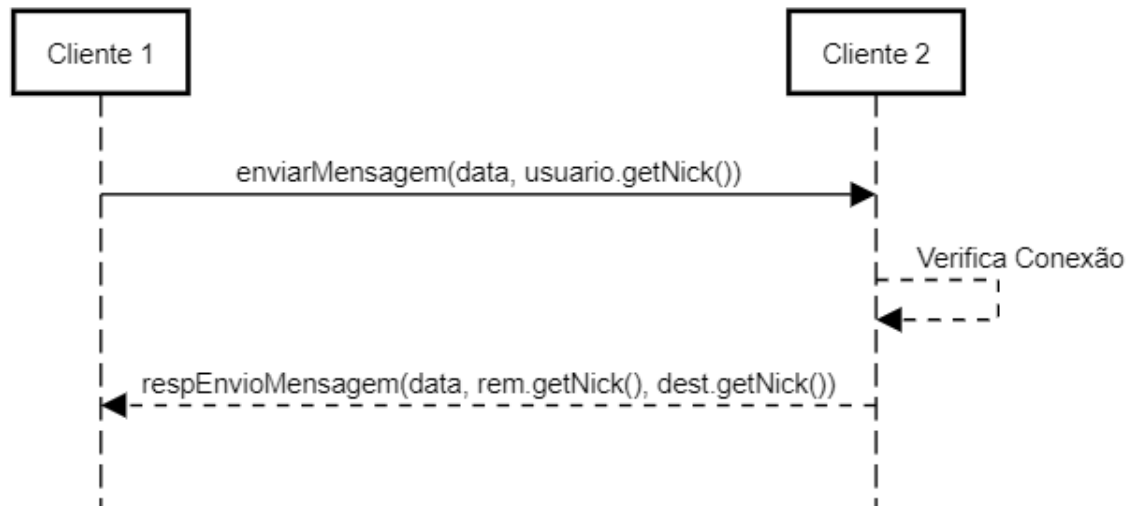 Cliente 1
Cliente 2
enviarMensagem(data, usuario.getNick())
Verifica Conexão
respEnvioMensagem(data, rem.getNick(), dest.getNick())